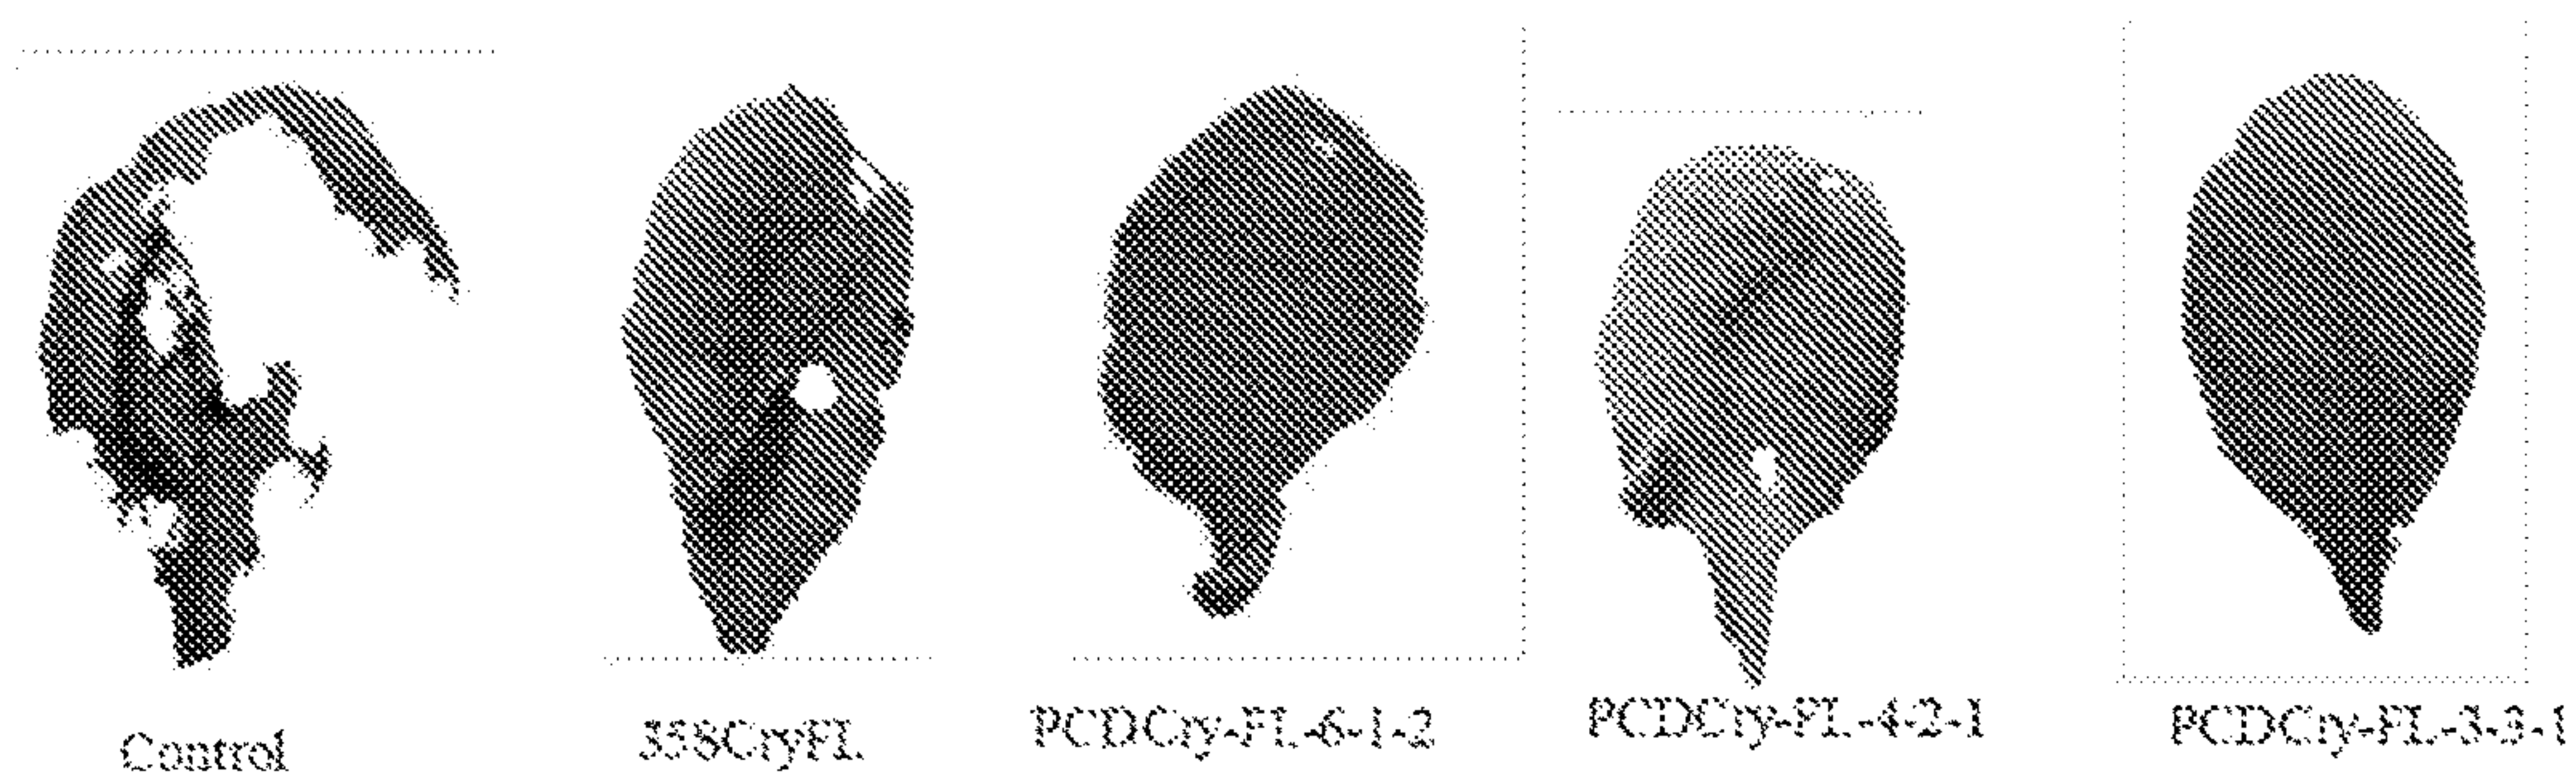 Control
35SCryFL
PCDCry-FL-6-1-2
PCDCry-FL-4-2-1
PCDCry-FL-3-3-1